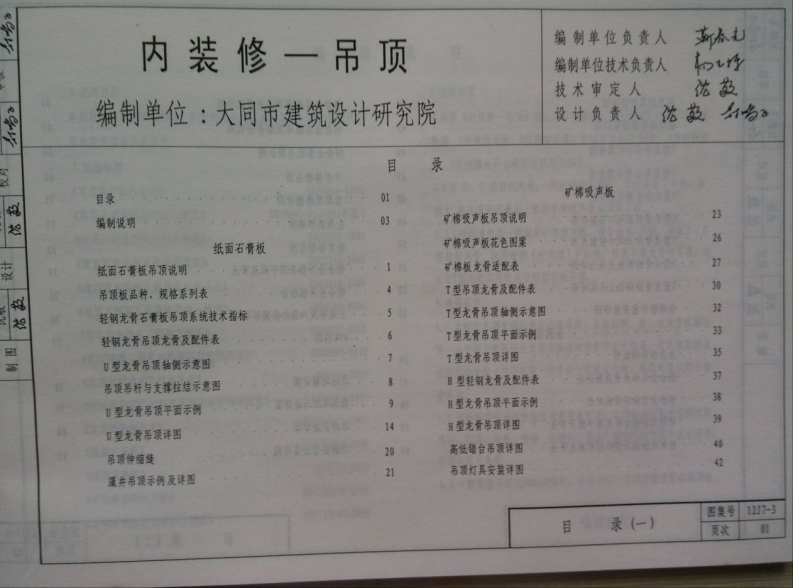 内装修一吊顶
编制单位：大同市建筑设计研究院
编制单位负责人
编制单位技术负责人
技术审定人
设计负责人
目 录
目录 01
编制说明 03
纸面石膏板
纸面石膏板吊顶说明 1
吊顶板品种、规格系列表 4
轻钢龙骨石膏板吊顶系统技术指标 5
轻钢龙骨吊顶龙骨及配件表 6
U型龙骨吊顶轴侧示意图 7
吊顶吊杆与支撑拉结示意图 8
U型龙骨吊顶平面示例 9
U型龙骨吊顶详图 14
吊顶伸缩缝 20
藻井吊顶示例及详图 21
矿棉吸声板
矿棉吸声板吊顶说明 23
矿棉吸声板花色图案 26
矿棉板龙骨适配表 27
T型吊顶龙骨及配件表 30
T型龙骨吊顶轴侧示意图 32
T型龙骨吊顶平面示例 33
T型龙骨吊顶详图 35
H型轻钢龙骨及配件表 37
H型龙骨吊顶平面示例 38
H型龙骨吊顶详图 39
高低错台吊顶详图 40
吊顶灯具安装详图 42
目 录(一)
图集号 12J7-3
页次 01
校对
设计
制图